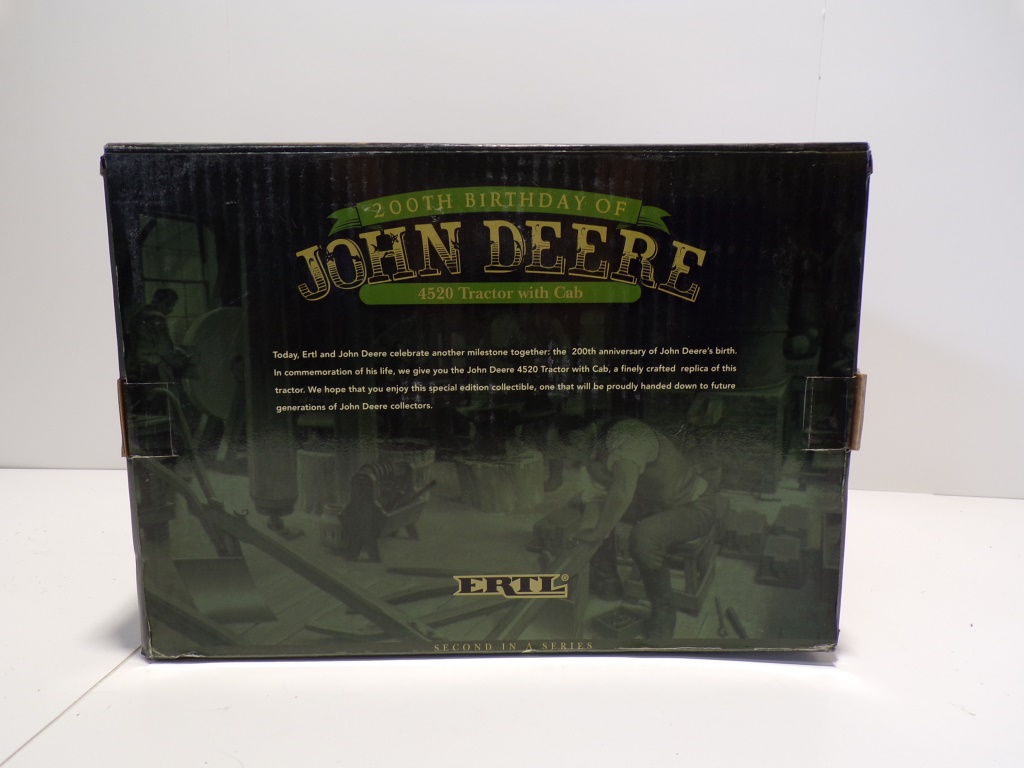 200TH BIRTHDAY OF
JOHN DEERE
4520 Tractor with Cab
Today, Ertl and John Deere celebrate another milestone together: the 200th anniversary of John Deere's birth.
In commemoration of his life, we give you the John Deere 4520 Tractor with Cab, a finely crafted replica of this
tractor. We hope that you enjoy this special edition collectible, one that will be proudly handed down to future
generations of John Deere collectors.
ERTL®
SECOND IN A SERIES